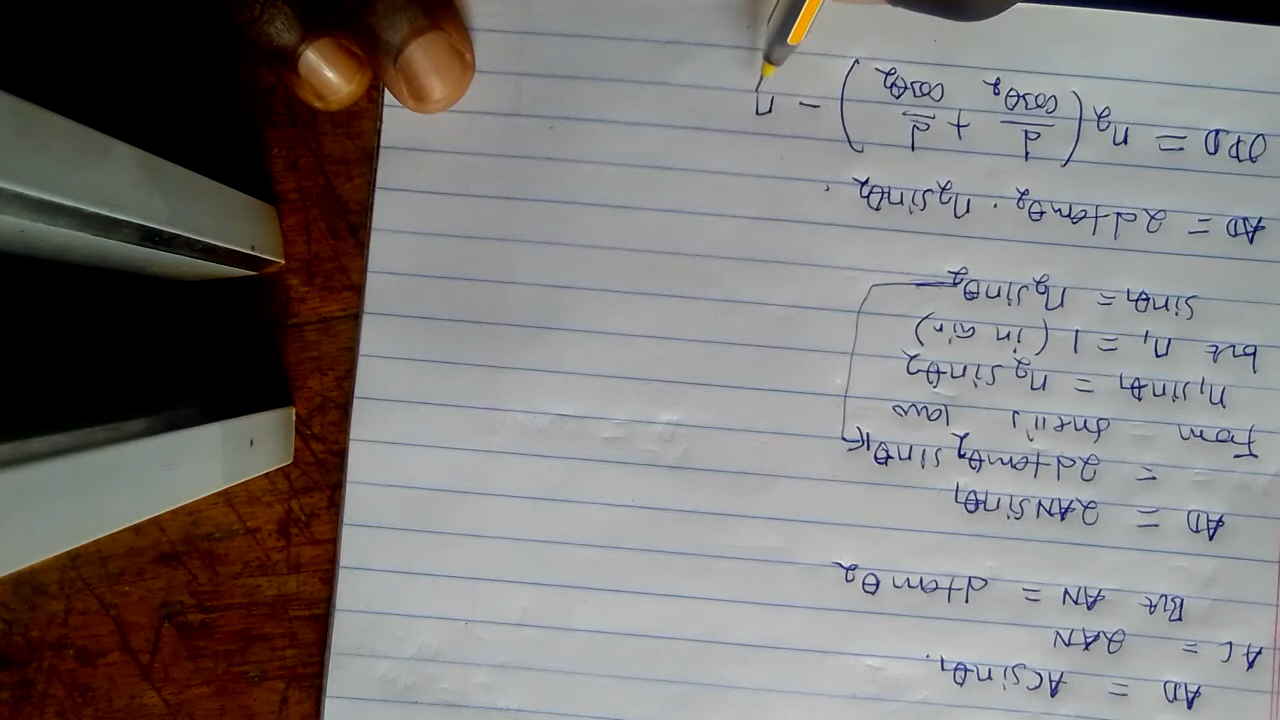 AD = ACsinθ₁.
AC = 2AN
But AN = dtanθ₂
AD = 2ANsinθ₁
= 2dtanθ₂sinθ₁
From Snell's law
n₁sinθ₁ = n₂sinθ₂
but n₁ = 1 (in air)
sinθ₁ = n₂sinθ₂
AD = 2dtanθ₂ . n₂sinθ₂ .
OPD = n₂(d/cosθ₂ + d/cosθ₂) - n